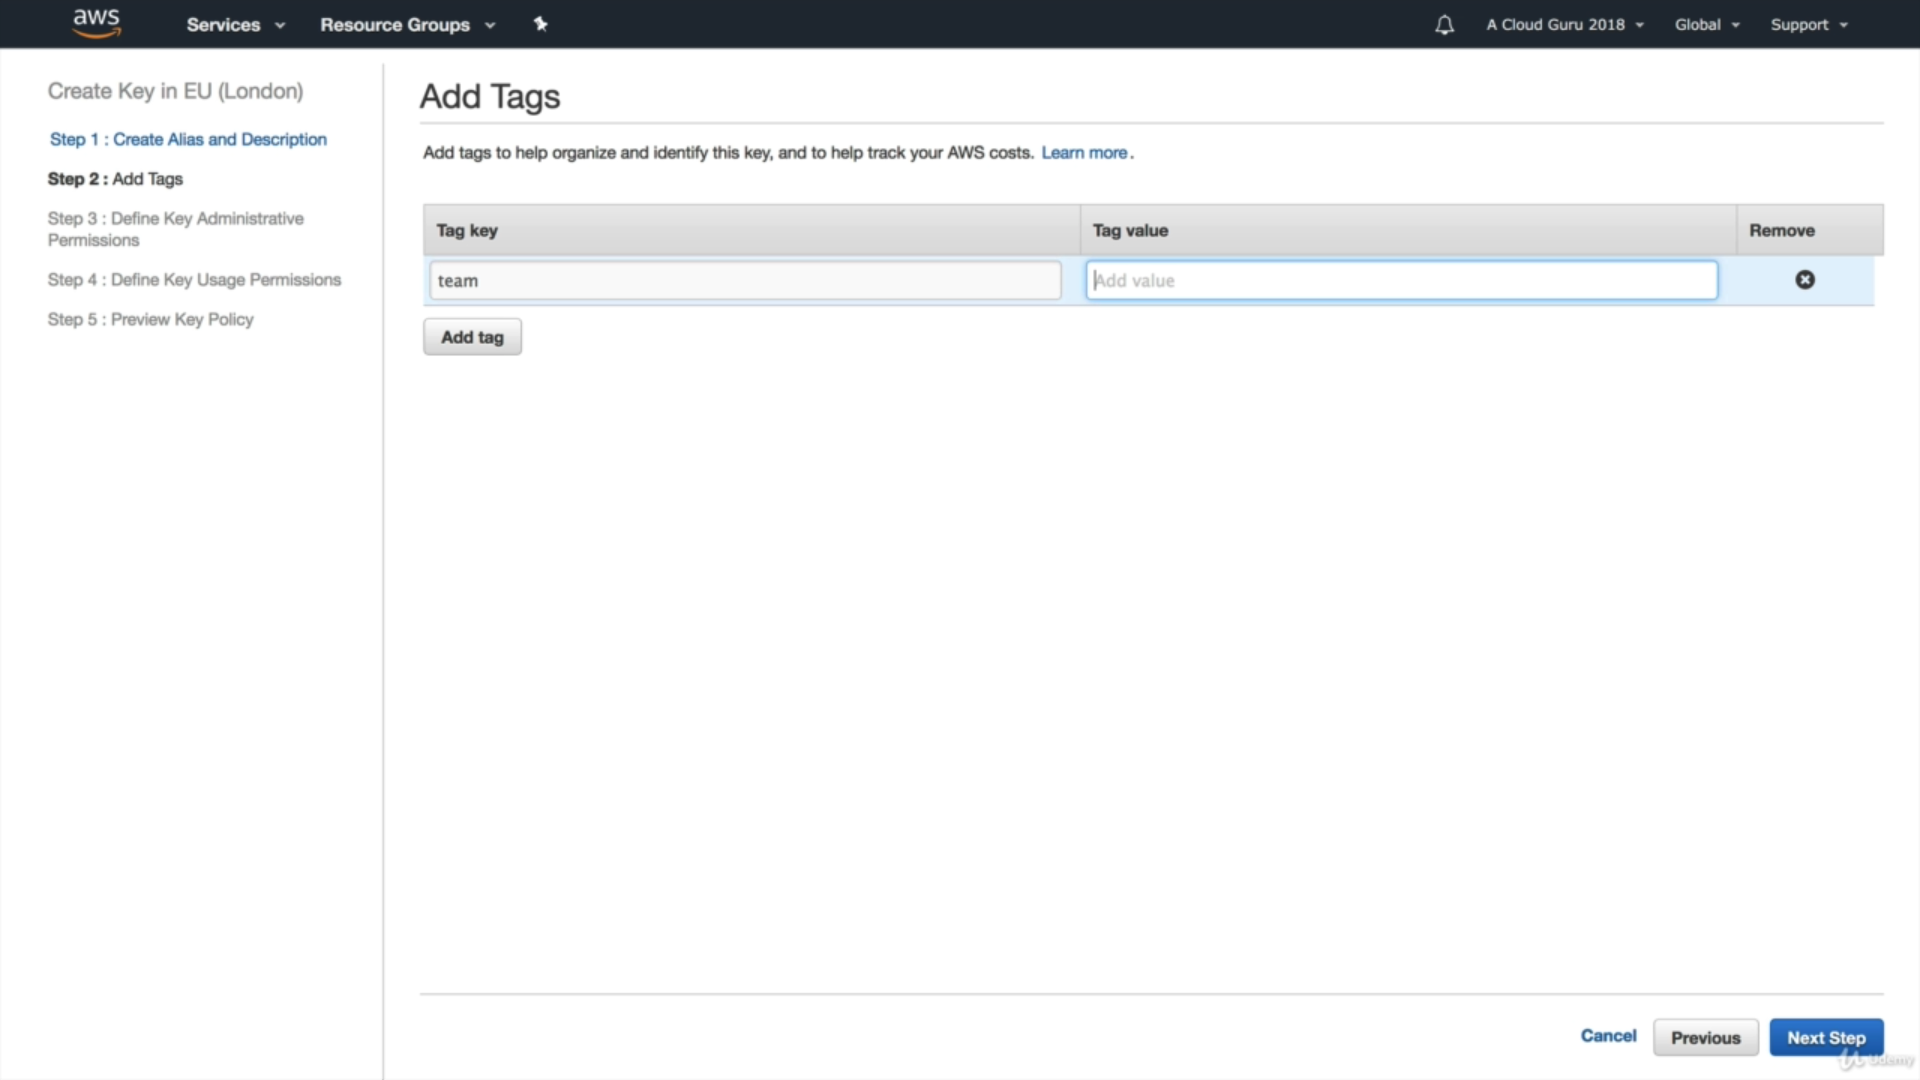 aws Services Resource Groups A Cloud Guru 2018 Global Support
Create Key in EU (London)
Step 1 : Create Alias and Description
Step 2 : Add Tags
Step 3 : Define Key Administrative
Permissions
Step 4 : Define Key Usage Permissions
Step 5 : Preview Key Policy
Add Tags
Add tags to help organize and identify this key, and to help track your AWS costs. Learn more.
Tag key Tag value Remove
team Add value
Add tag
Cancel Previous Next Step
Udemy